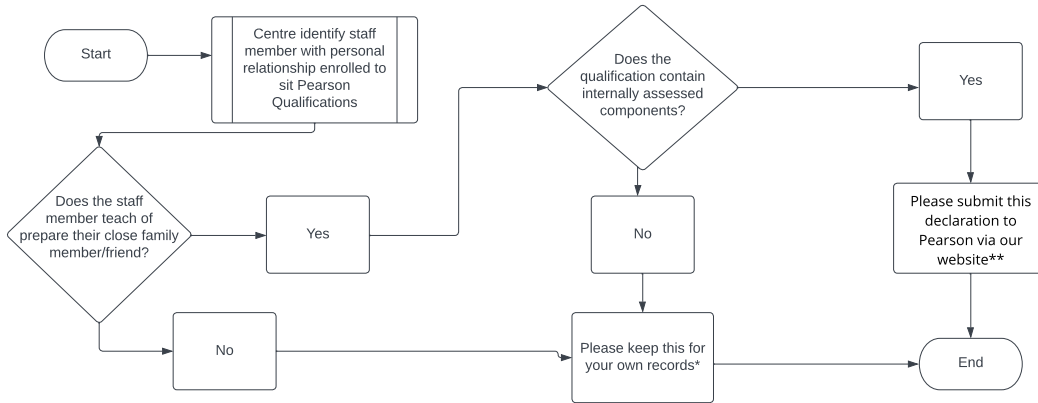 Start
Centre identify staff
member with personal
relationship enrolled to
sit Pearson
Qualifications
Does the
qualification contain
internally assessed
components?
Yes
Does the staff
member teach of
prepare their close family
member/friend?
Yes
No
Please submit this
declaration to
Pearson via our
website**
No
Please keep this for
your own records*
End